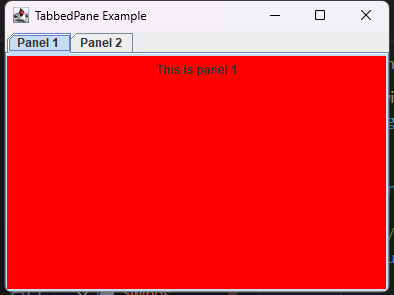 TabbedPane Example
Panel 1 Panel 2
This is panel 1